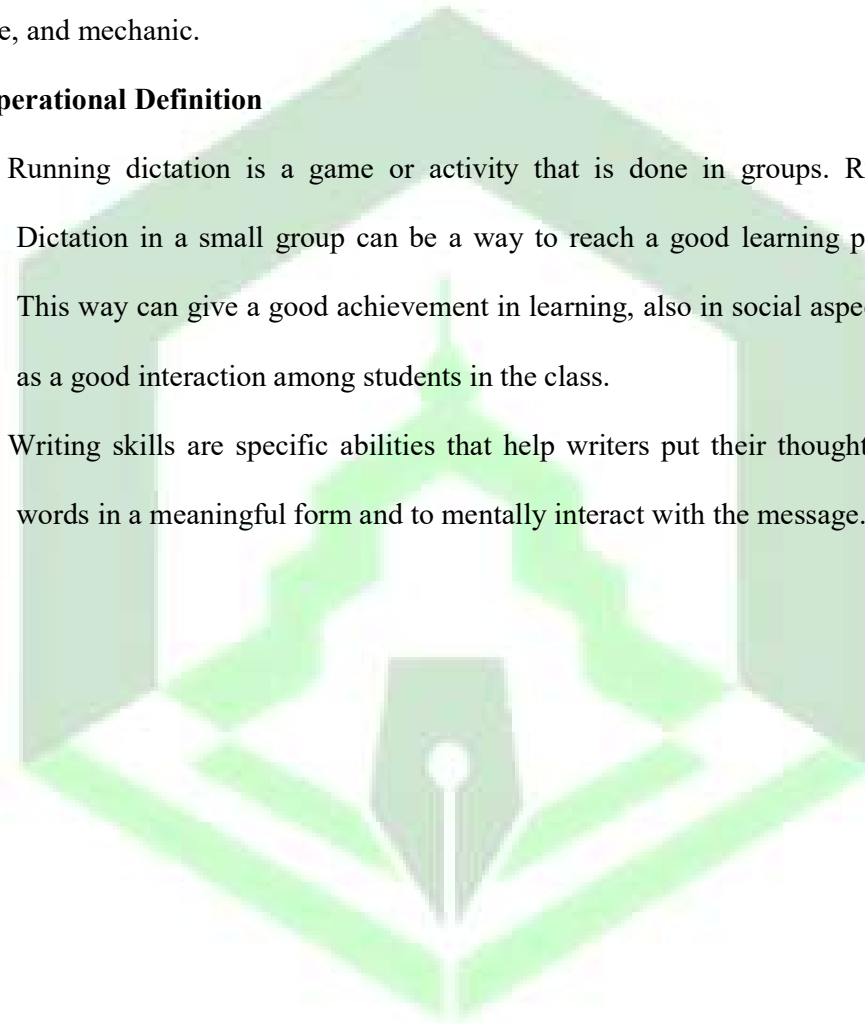 e, and mechanic.
perational Definition
Running dictation is a game or activity that is done in groups. R
Dictation in a small group can be a way to reach a good learning p
This way can give a good achievement in learning, also in social aspe
as a good interaction among students in the class.
Writing skills are specific abilities that help writers put their thought
words in a meaningful form and to mentally interact with the message.